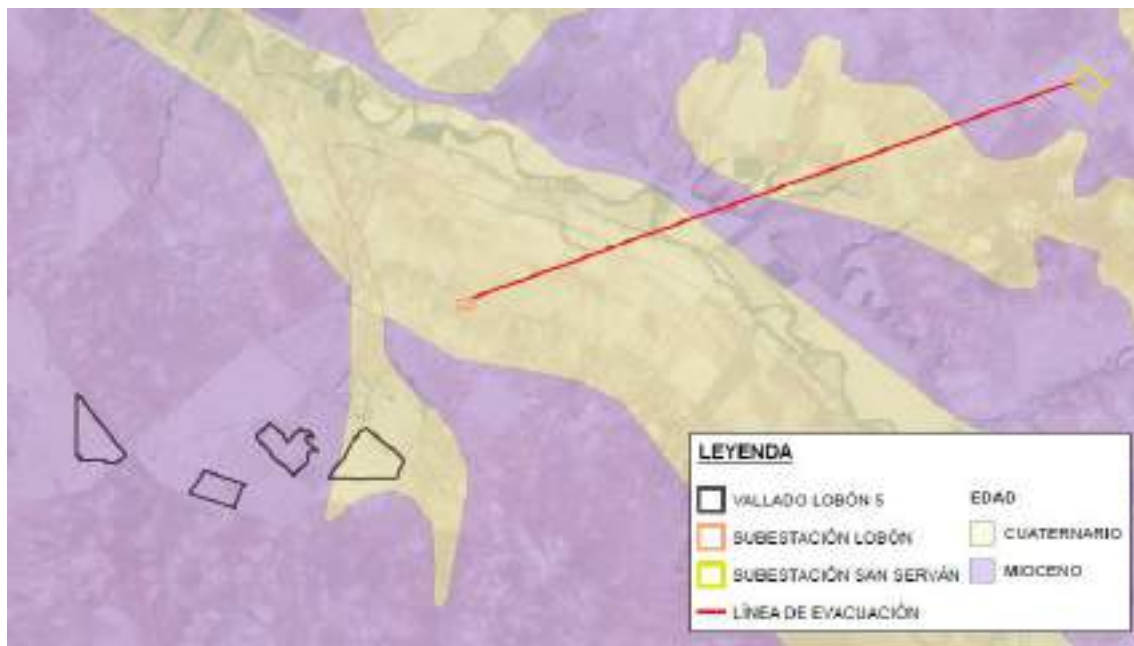 LEYENDA
VALLADO LOBÓN 5
SUBESTACIÓN LOBÓN
SUBESTACIÓN SAN SERVÁN
LÍNEA DE EVACUACIÓN
EDAD
CUATERNARIO
MIOCENO